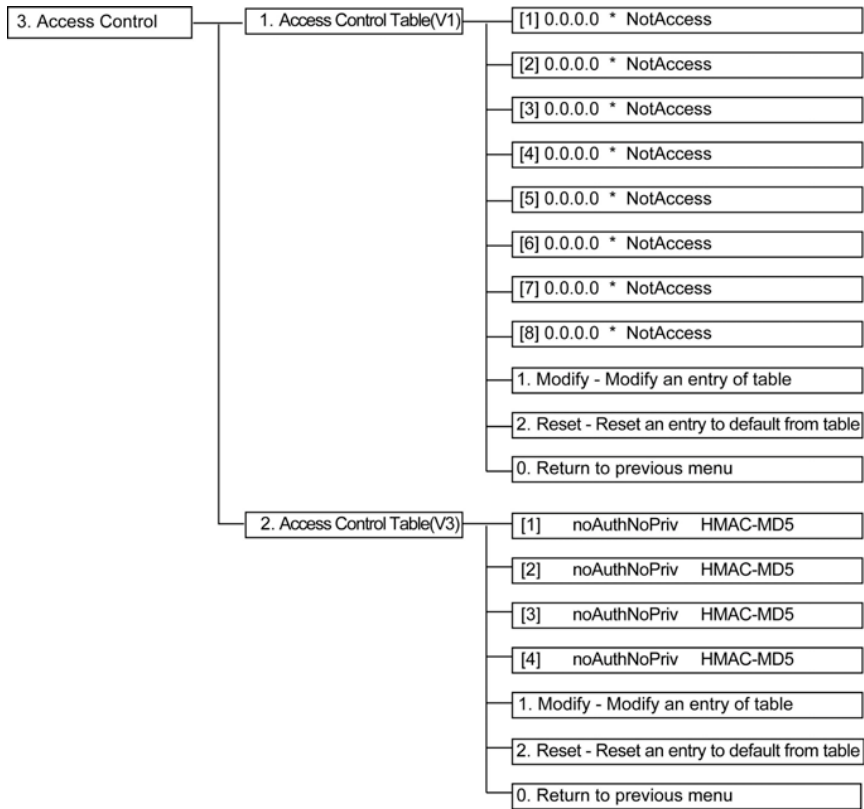 3. Access Control
1. Access Control Table(V1)
[1] 0.0.0.0 * NotAccess
[2] 0.0.0.0 * NotAccess
[3] 0.0.0.0 * NotAccess
[4] 0.0.0.0 * NotAccess
[5] 0.0.0.0 * NotAccess
[6] 0.0.0.0 * NotAccess
[7] 0.0.0.0 * NotAccess
[8] 0.0.0.0 * NotAccess
1. Modify - Modify an entry of table
2. Reset - Reset an entry to default from table
0. Return to previous menu
2. Access Control Table(V3)
[1] noAuthNoPriv HMAC-MD5
[2] noAuthNoPriv HMAC-MD5
[3] noAuthNoPriv HMAC-MD5
[4] noAuthNoPriv HMAC-MD5
1. Modify - Modify an entry of table
2. Reset - Reset an entry to default from table
0. Return to previous menu